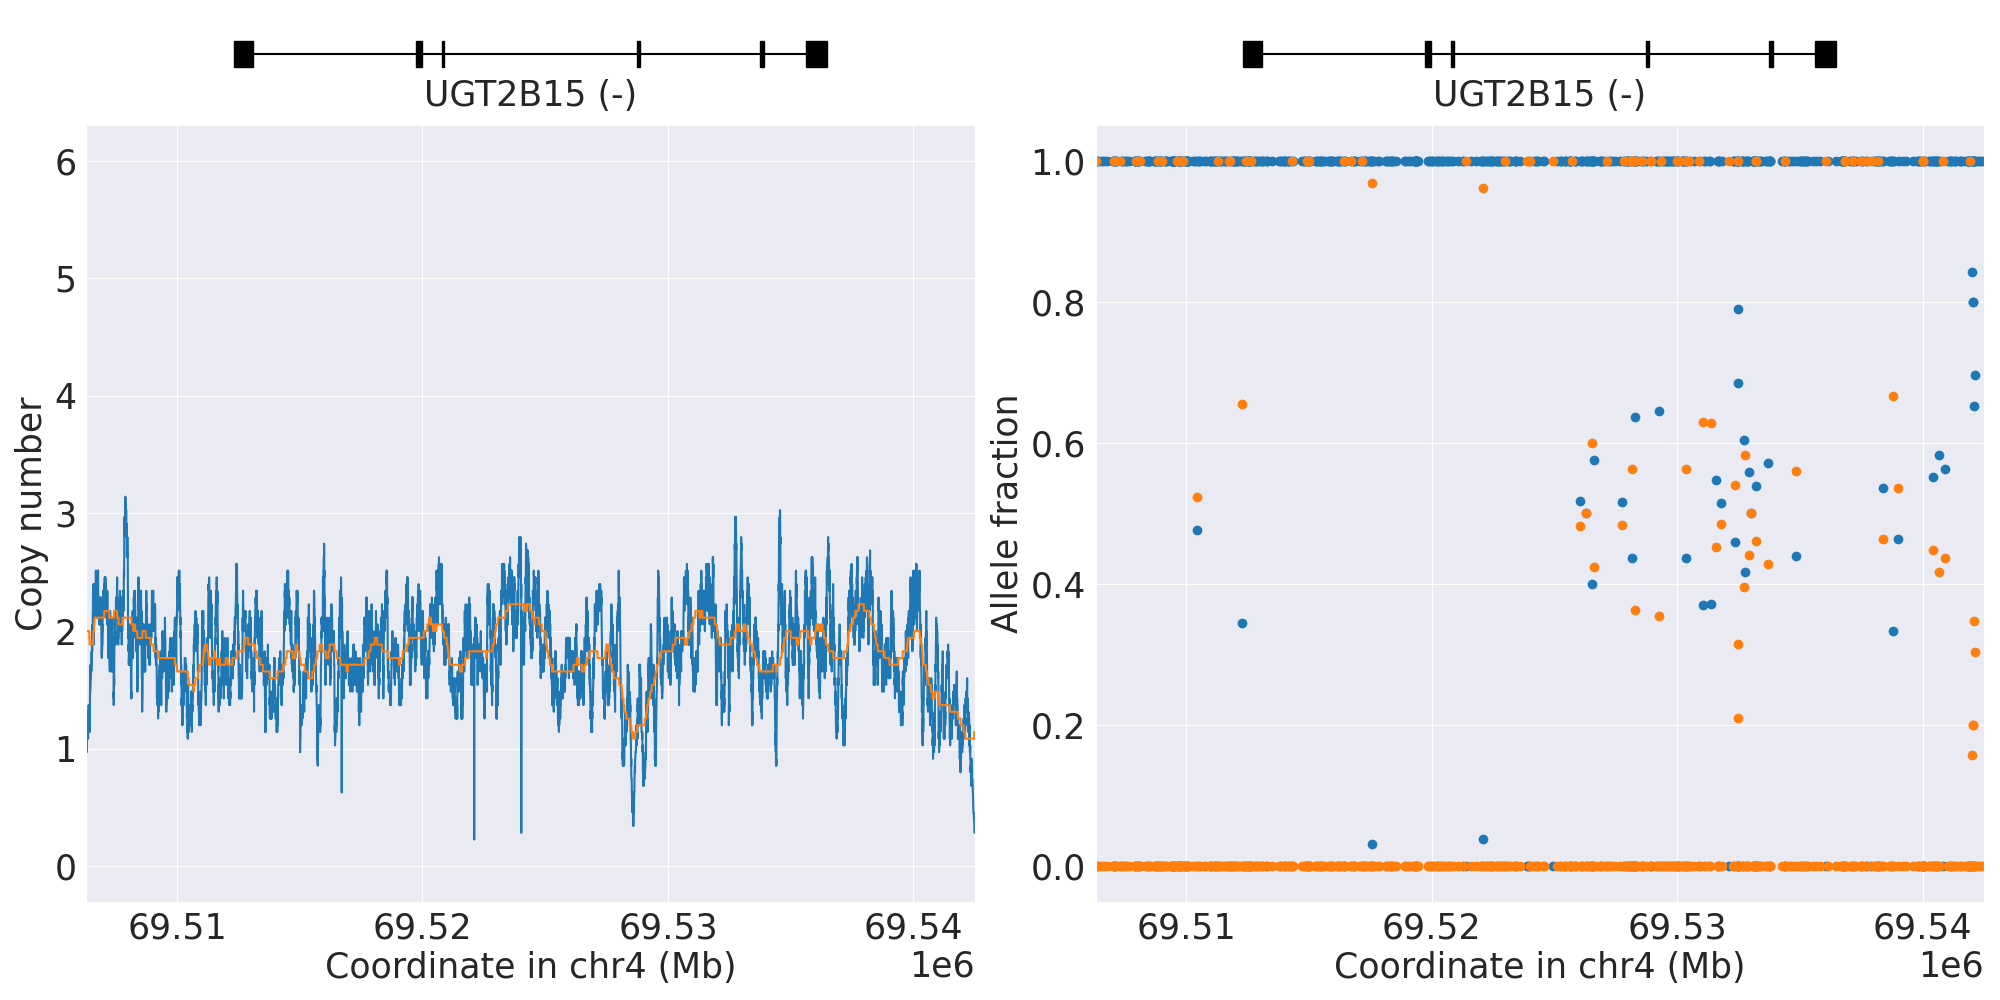 UGT2B15 (-)
6
5
4
3
2
1
0
Copy number
69.51 69.52 69.53 69.54
Coordinate in chr4 (Mb)
1e6
UGT2B15 (-)
1.0
0.8
0.6
0.4
0.2
0.0
Allele fraction
69.51 69.52 69.53 69.54
Coordinate in chr4 (Mb)
1e6